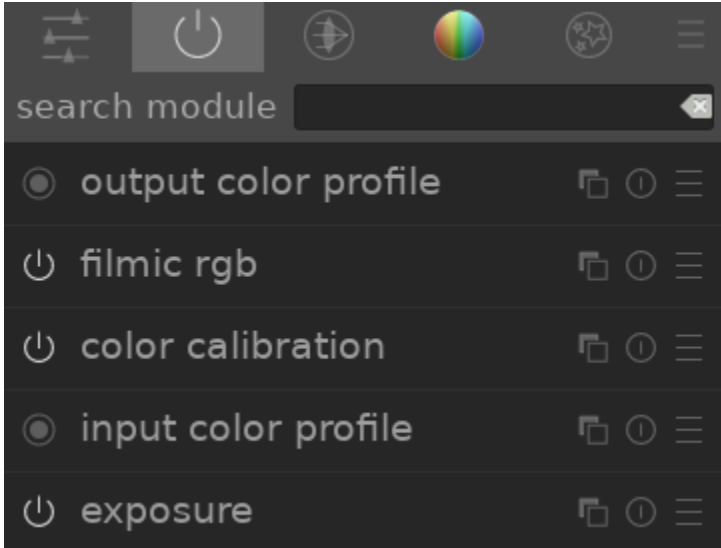 search module
output color profile
filmic rgb
color calibration
input color profile
exposure